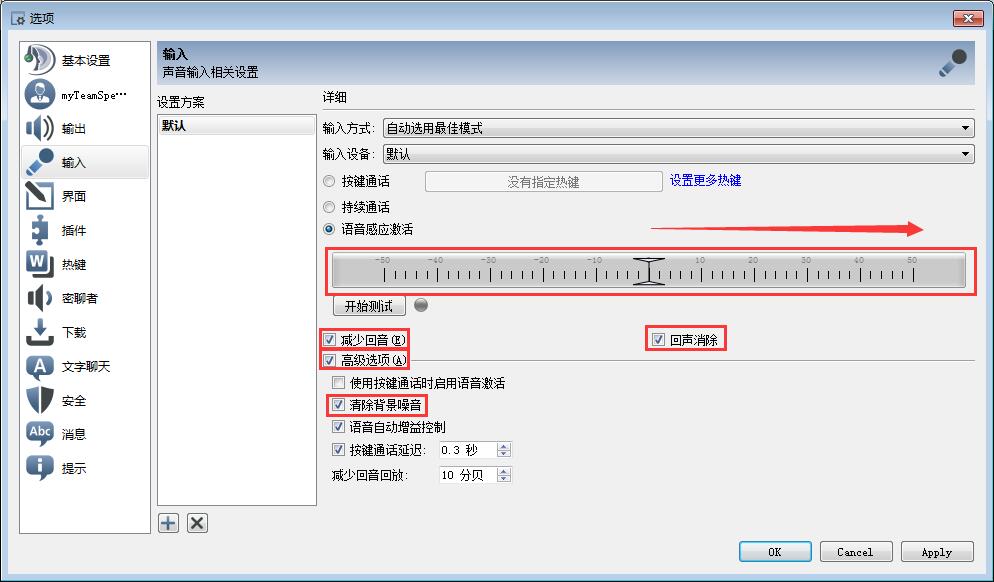 选项
基本设置
myTeamSpe…
输出
输入
界面
插件
热键
密聊者
下载
文字聊天
安全
消息
提示
输入
声音输入相关设置
设置方案
默认
详细
输入方式: 自动选用最佳模式
输入设备: 默认
按键通话 没有指定热键 设置更多热键
持续通话
语音感应激活
-50 -40 -30 -20 -10 10 20 30 40 50
开始测试
减少回音(E) 回声消除
高级选项(A)
使用按键通话时启用语音激活
清除背景噪音
语音自动增益控制
按键通话延迟: 0.3 秒
减少回音回放: 10 分贝
OK Cancel Apply